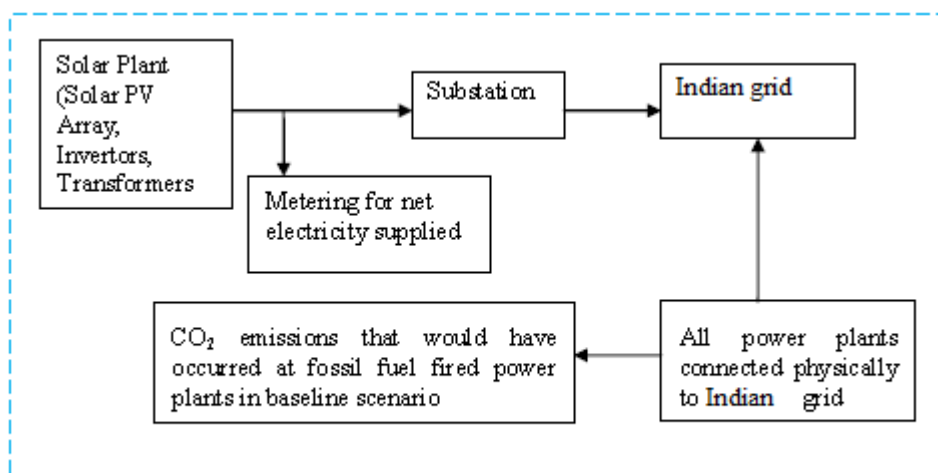 Solar Plant
(Solar PV
Array,
Invertors,
Transformers
Substation
Indian grid
Metering for net
electricity supplied
CO₂ emissions that would have
occurred at fossil fuel fired power
plants in baseline scenario
All power plants
connected physically
to Indian grid